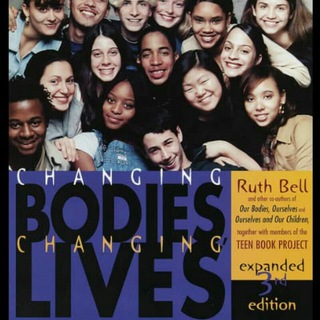 CHANGING
BODIES,
CHANGING
LIVES
Ruth Bell
and other co-authors of
Our Bodies, Ourselves and
Ourselves and Our Children,
together with members of the
TEEN BOOK PROJECT
expanded
3rd
edition